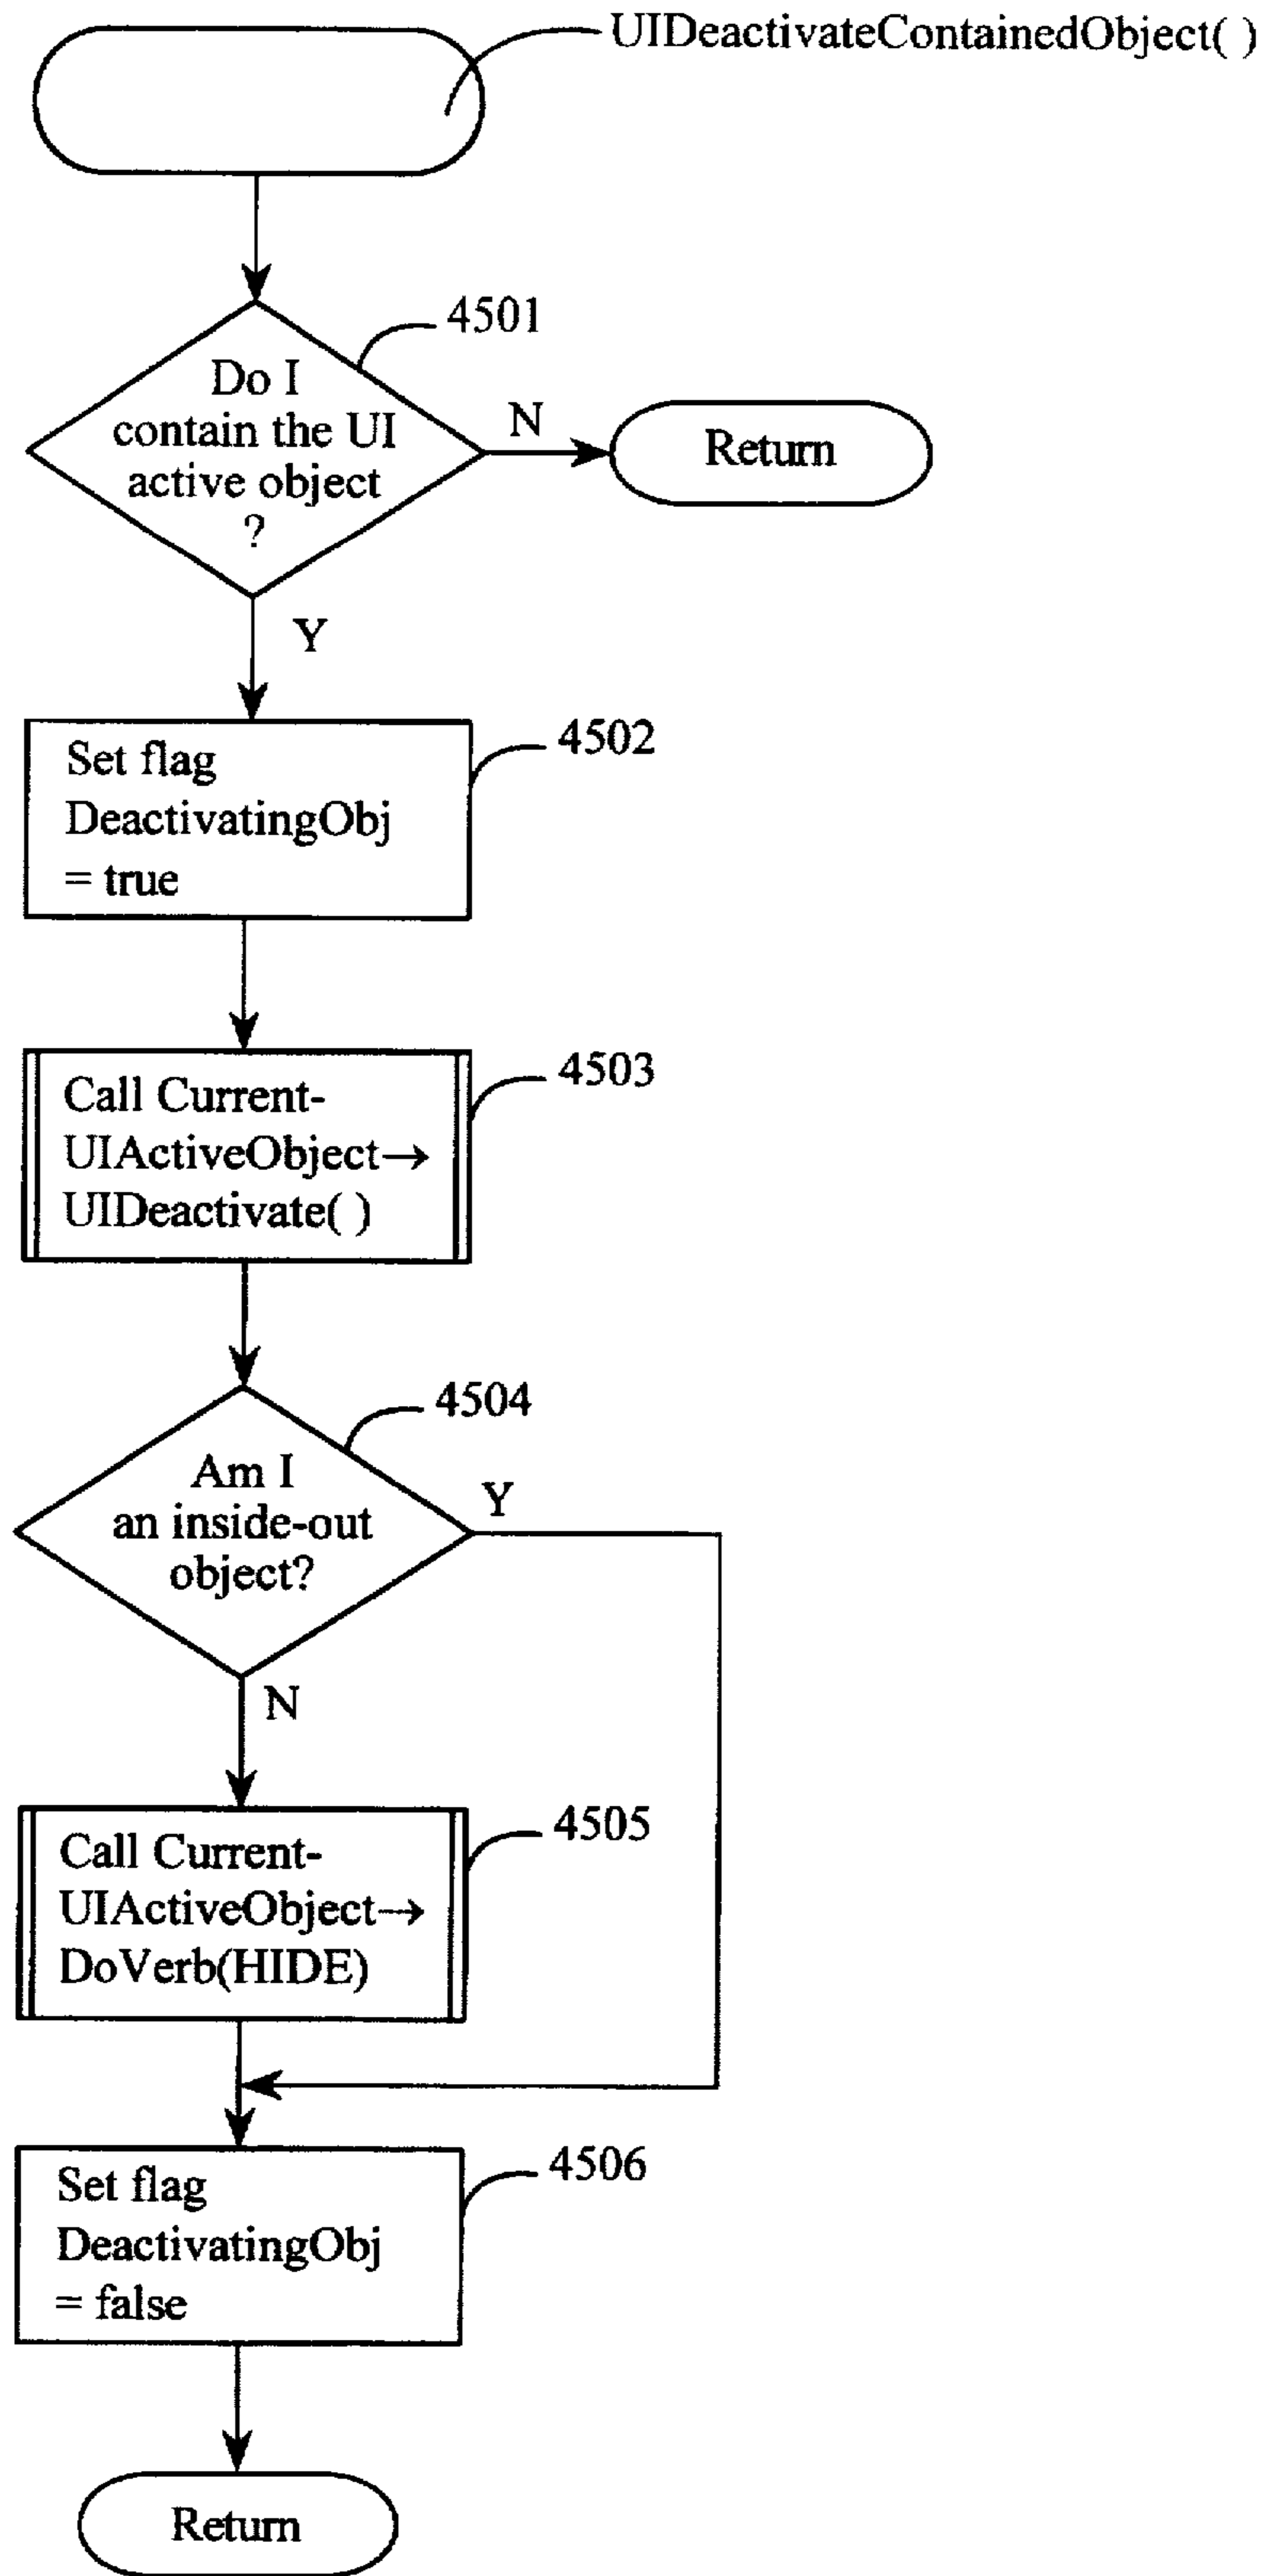 UIDeactivateContainedObject( )
4501
Do I
contain the UI
active object
?
N
Return
Y
4502
Set flag
DeactivatingObj
= true
4503
Call Current-
UIActiveObject→
UIDeactivate( )
4504
Am I
an inside-out
object?
Y
N
4505
Call Current-
UIActiveObject→
DoVerb(HIDE)
4506
Set flag
DeactivatingObj
= false
Return